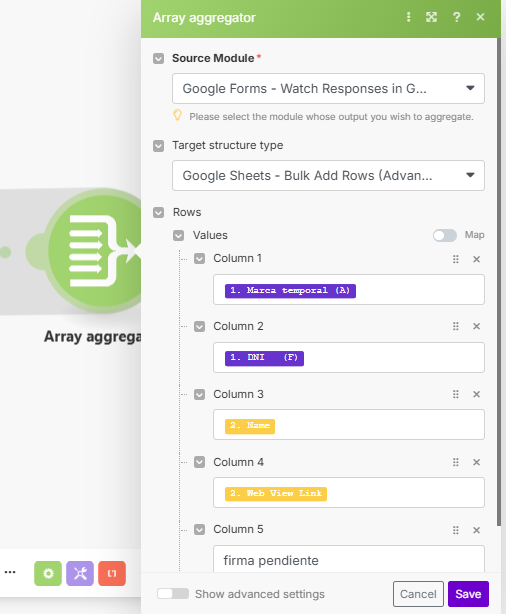 Array aggregator
?
Source Module *
Google Forms - Watch Responses in G...
Please select the module whose output you wish to aggregate.
Target structure type
Google Sheets - Bulk Add Rows (Advan...
Rows
Values
Map
Column 1
1. Marca temporal (A)
Column 2
1. DNI (F)
Column 3
2. Name
Column 4
2. Web View Link
Column 5
firma pendiente
Array aggrega
Show advanced settings
Cancel
Save